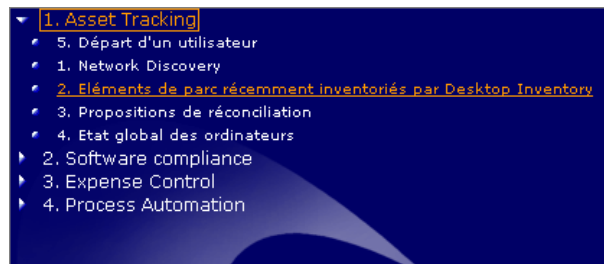 1. Asset Tracking
5. Départ d'un utilisateur
1. Network Discovery
2. Eléments de parc récemment inventoriés par Desktop Inventory
3. Propositions de réconciliation
4. Etat global des ordinateurs
2. Software compliance
3. Expense Control
4. Process Automation